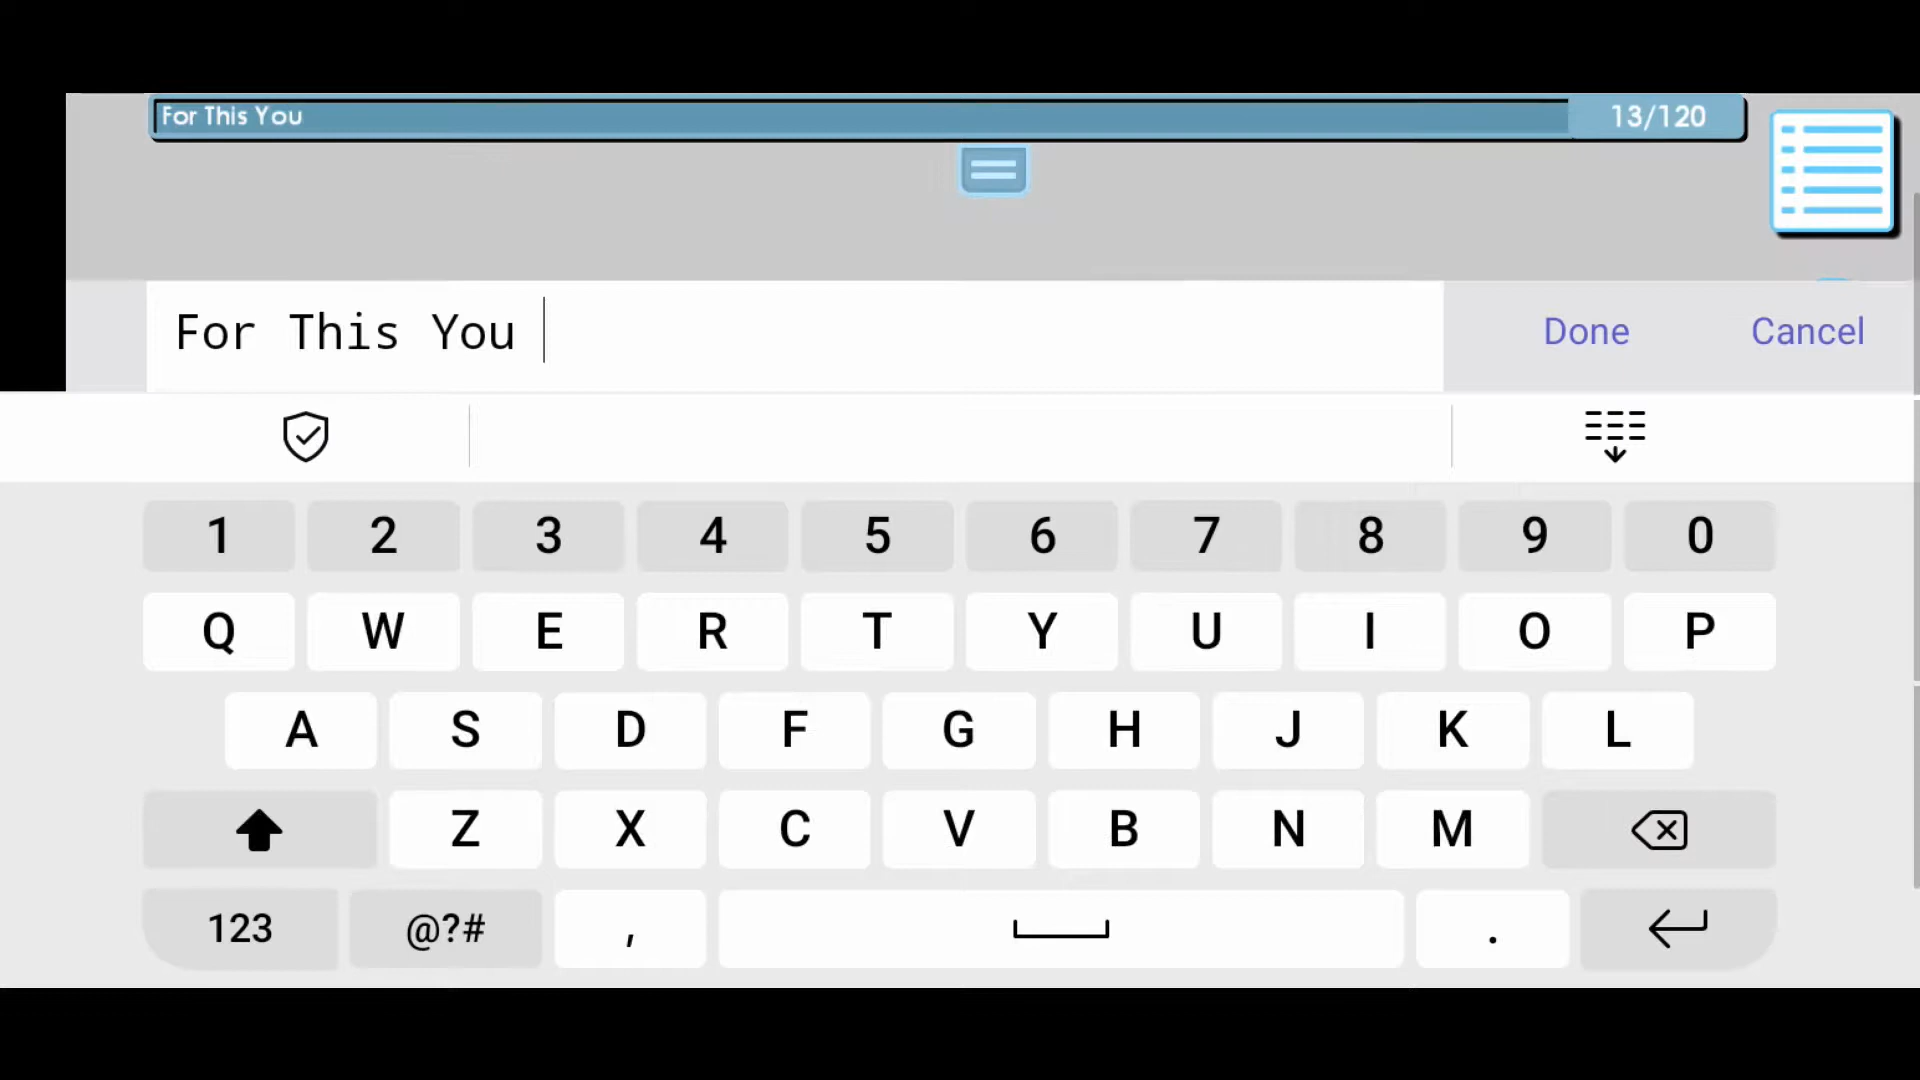 For This You
13/120
For This You
Done
Cancel
1 2 3 4 5 6 7 8 9 0
Q W E R T Y U I O P
A S D F G H J K L
Z X C V B N M
123 @?# , .